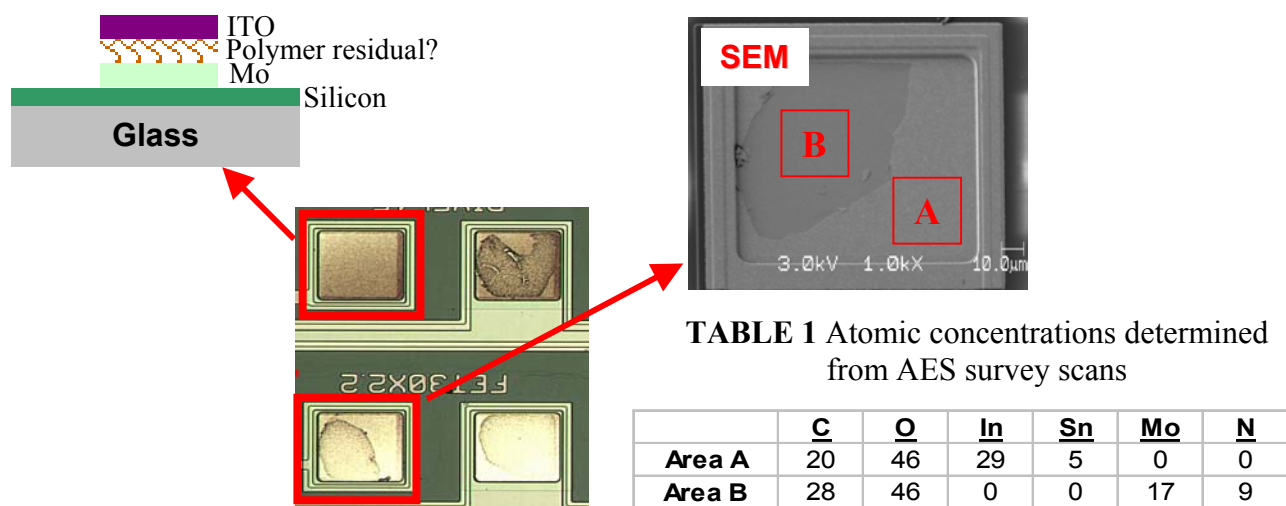 ITO
Polymer residual?
Mo
Silicon
Glass
SEM
B
A
3.0kV 1.0kX 10.0µm
FET30X2.2
TABLE 1 Atomic concentrations determined
from AES survey scans
C O In Sn Mo N
Area A 20 46 29 5 0 0
Area B 28 46 0 0 17 9